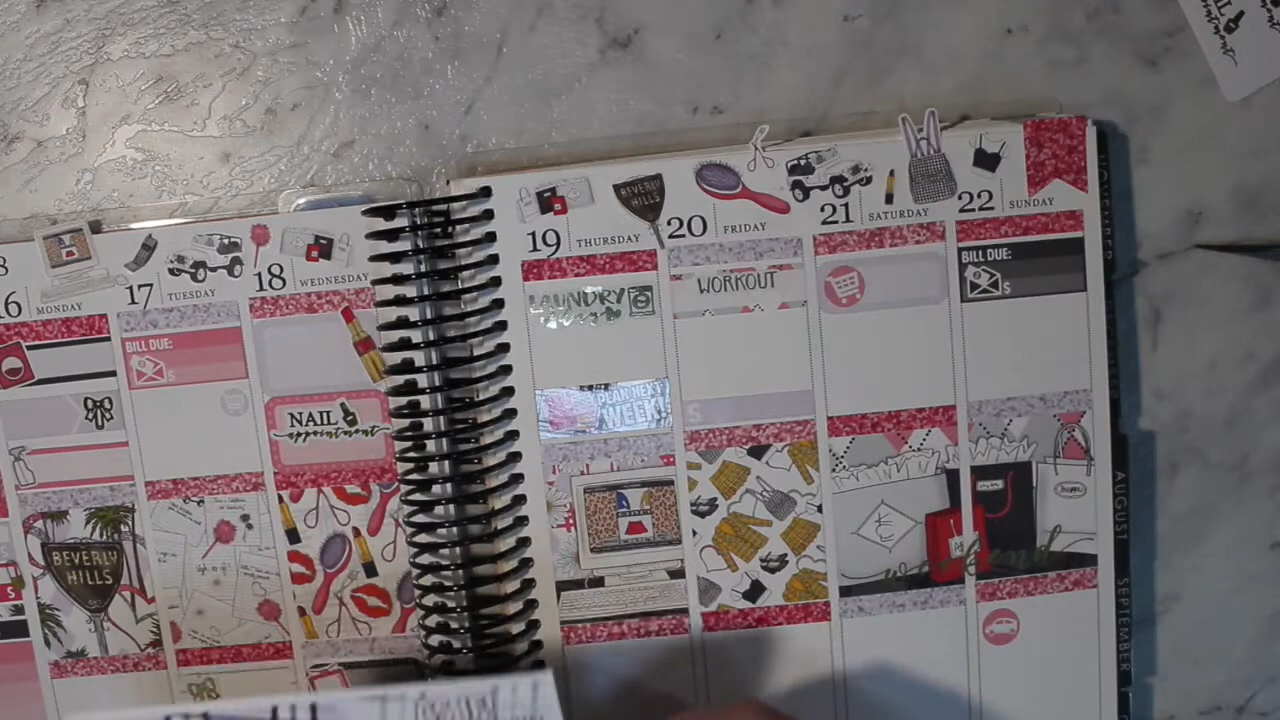 16 MONDAY
17 TUESDAY
18 WEDNESDAY
BILL DUE:
$
NAIL
appointment
BEVERLY
HILLS
19 THURSDAY
20 FRIDAY
21 SATURDAY
22 SUNDAY
BEVERLY
HILLS
LAUNDRY
WORKOUT
BILL DUE:
$
PLAN NEXT
WEEK!
$
weekend
AUGUST
SEPTEMBER